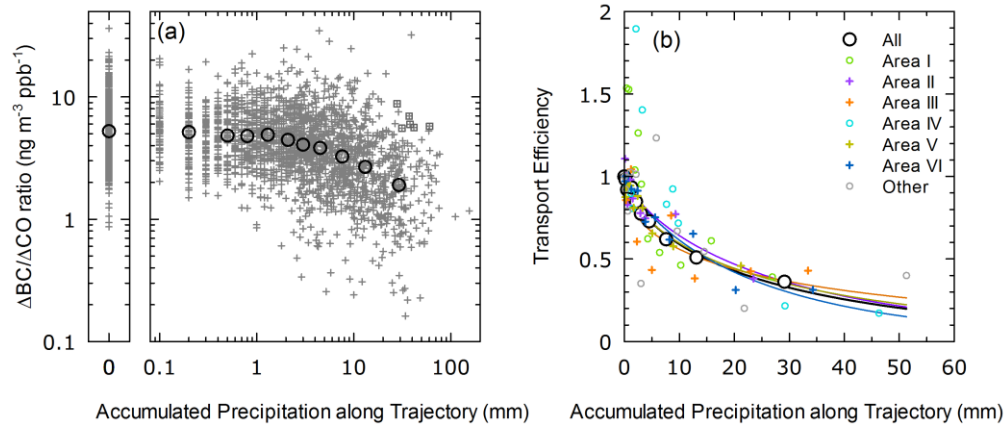 (a)
ΔBC/ΔCO ratio (ng m⁻³ ppb⁻¹)
10
1
0.1
0
0.1
1
10
100
Accumulated Precipitation along Trajectory (mm)
(b)
Transport Efficiency
2
1.5
1
0.5
0
0
10
20
30
40
50
60
All
Area I
Area II
Area III
Area IV
Area V
Area VI
Other
Accumulated Precipitation along Trajectory (mm)